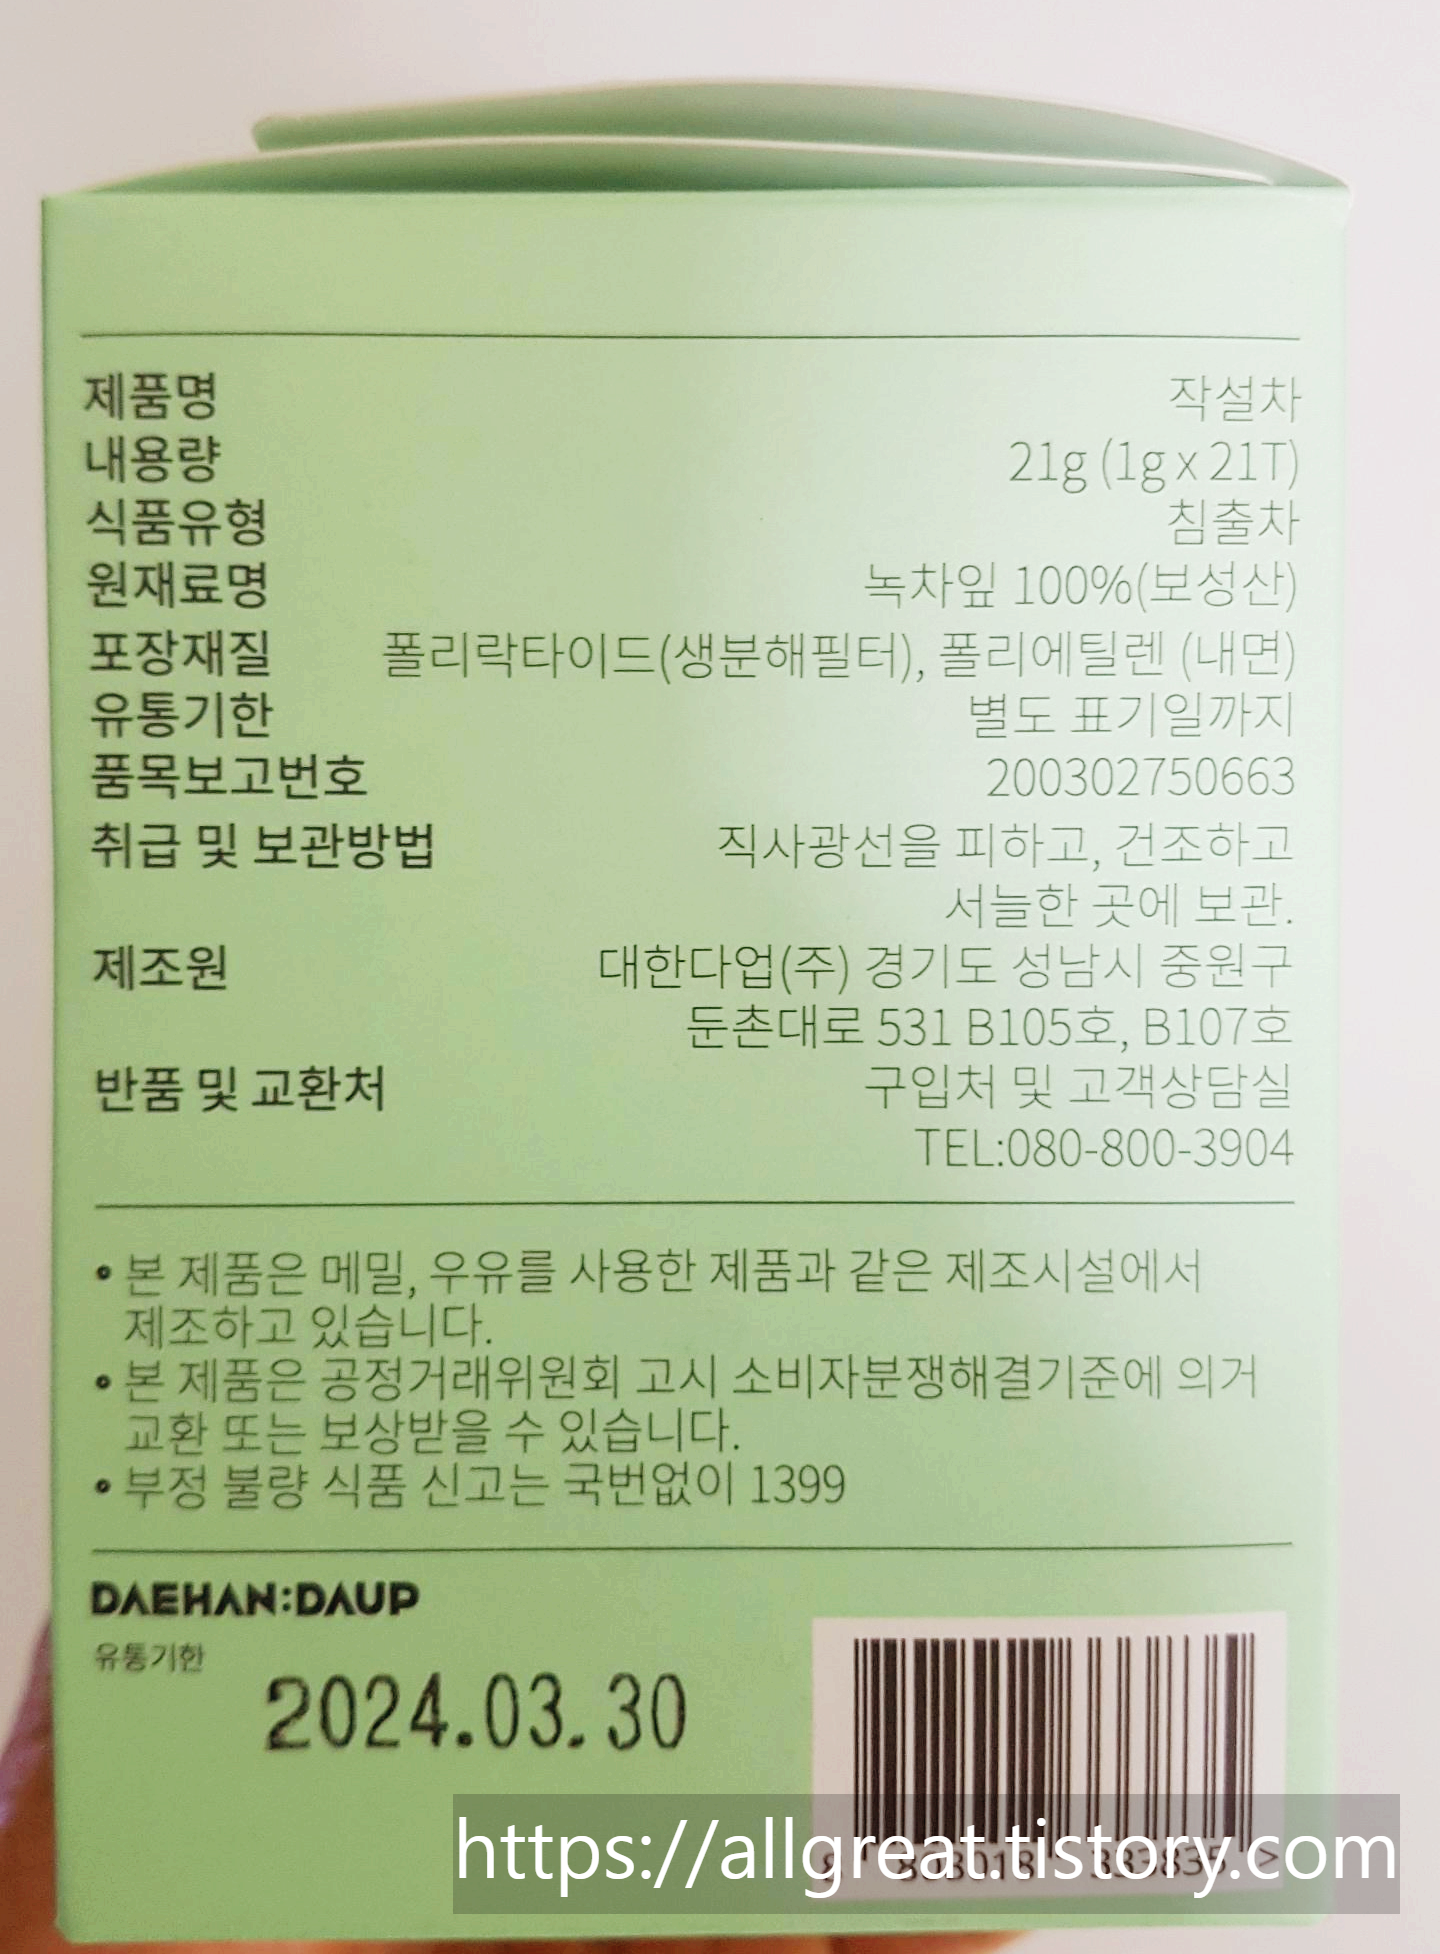 제품명 작설차
내용량 21g (1g x 21T)
식품유형 침출차
원재료명 녹차잎 100%(보성산)
포장재질 폴리락타이드(생분해필터), 폴리에틸렌 (내면)
유통기한 별도 표기일까지
품목보고번호 200302750663
취급 및 보관방법 직사광선을 피하고, 건조하고
서늘한 곳에 보관.
제조원 대한다업(주) 경기도 성남시 중원구
둔촌대로 531 B105호, B107호
반품 및 교환처 구입처 및 고객상담실
TEL:080-800-3904
• 본 제품은 메밀, 우유를 사용한 제품과 같은 제조시설에서
제조하고 있습니다.
• 본 제품은 공정거래위원회 고시 소비자분쟁해결기준에 의거
교환 또는 보상받을 수 있습니다.
• 부정 불량 식품 신고는 국번없이 1399
DAEHAN:DAUP
유통기한
2024.03.30
https://allgreat.tistory.com